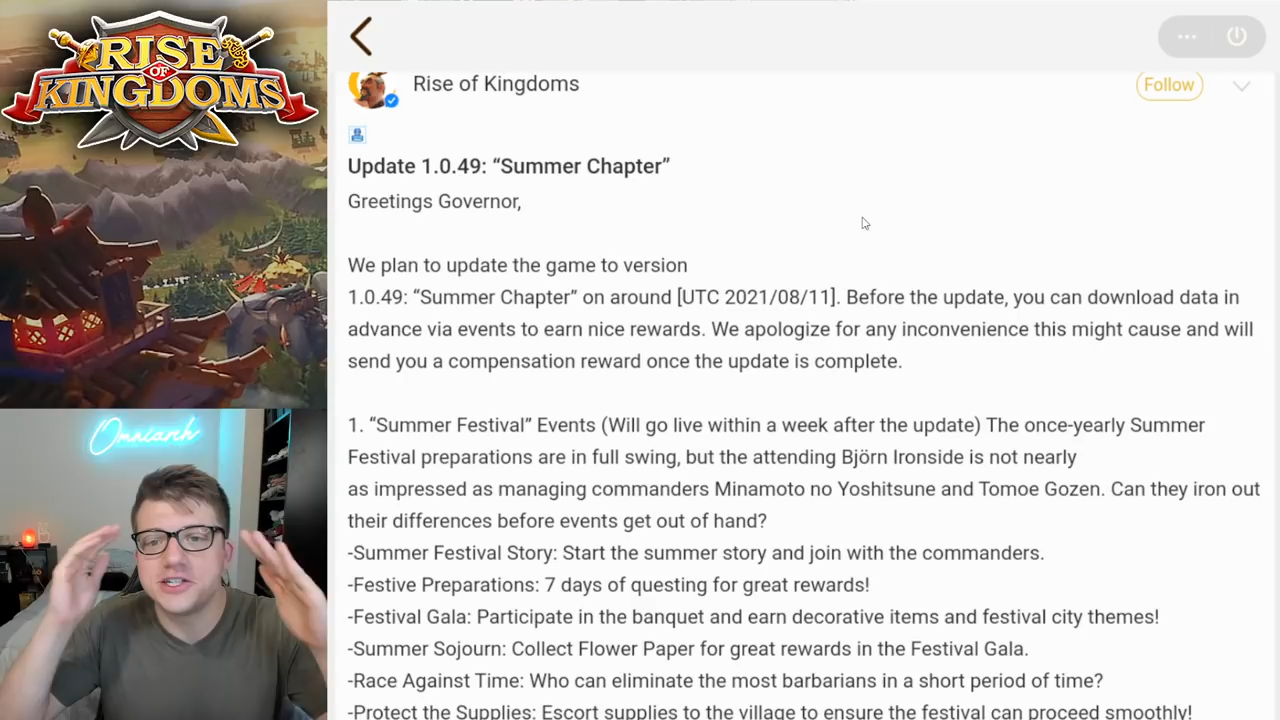 RISE
OF
KINGDOMS
Omniarch
Rise of Kingdoms
Follow
Update 1.0.49: “Summer Chapter”
Greetings Governor,
We plan to update the game to version
1.0.49: “Summer Chapter” on around [UTC 2021/08/11]. Before the update, you can download data in
advance via events to earn nice rewards. We apologize for any inconvenience this might cause and will
send you a compensation reward once the update is complete.
1. “Summer Festival” Events (Will go live within a week after the update) The once-yearly Summer
Festival preparations are in full swing, but the attending Björn Ironside is not nearly
as impressed as managing commanders Minamoto no Yoshitsune and Tomoe Gozen. Can they iron out
their differences before events get out of hand?
-Summer Festival Story: Start the summer story and join with the commanders.
-Festive Preparations: 7 days of questing for great rewards!
-Festival Gala: Participate in the banquet and earn decorative items and festival city themes!
-Summer Sojourn: Collect Flower Paper for great rewards in the Festival Gala.
-Race Against Time: Who can eliminate the most barbarians in a short period of time?
-Protect the Supplies: Escort supplies to the village to ensure the festival can proceed smoothly!